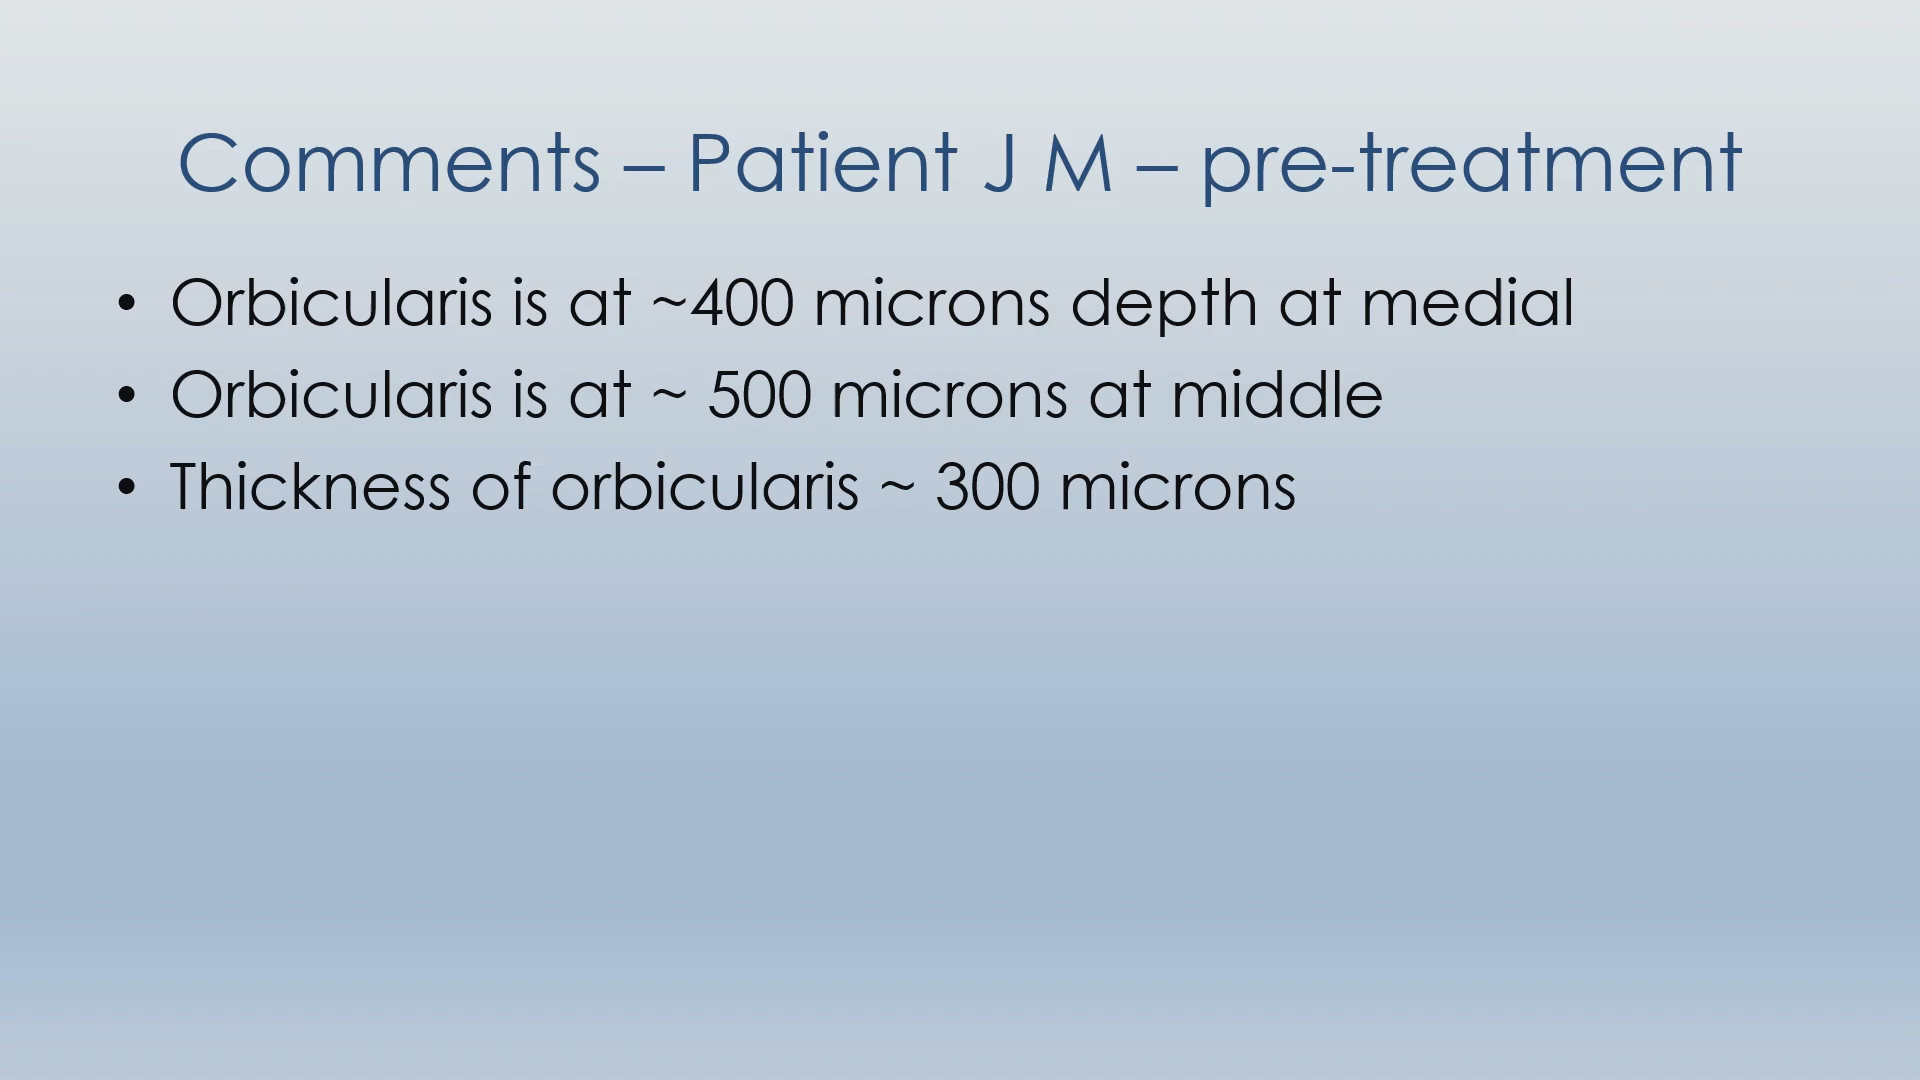 Comments – Patient J M – pre-treatment
• Orbicularis is at ~400 microns depth at medial
• Orbicularis is at ~ 500 microns at middle
• Thickness of orbicularis ~ 300 microns